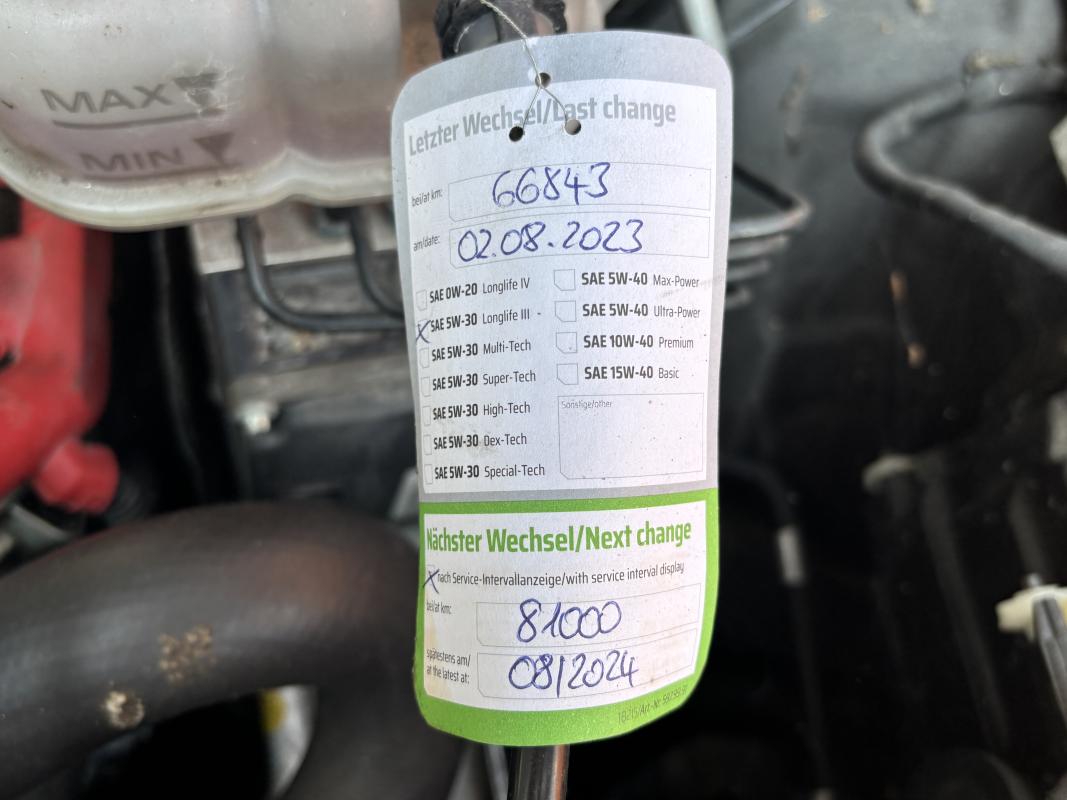 MAX
MIN
Letzter Wechsel/Last change
bei/at km: 66843
am/date: 02.08.2023
SAE 0W-20 Longlife IV
SAE 5W-30 Longlife III
SAE 5W-30 Multi-Tech
SAE 5W-30 Super-Tech
SAE 5W-30 High-Tech
SAE 5W-30 Dex-Tech
SAE 5W-30 Special-Tech
SAE 5W-40 Max-Power
SAE 5W-40 Ultra-Power
SAE 10W-40 Premium
SAE 15W-40 Basic
Sonstige/other
Nächster Wechsel/Next change
nach Service-Intervallanzeige/with service interval display
bei/at km: 81000
spätestens am/
at the latest at: 08/2024